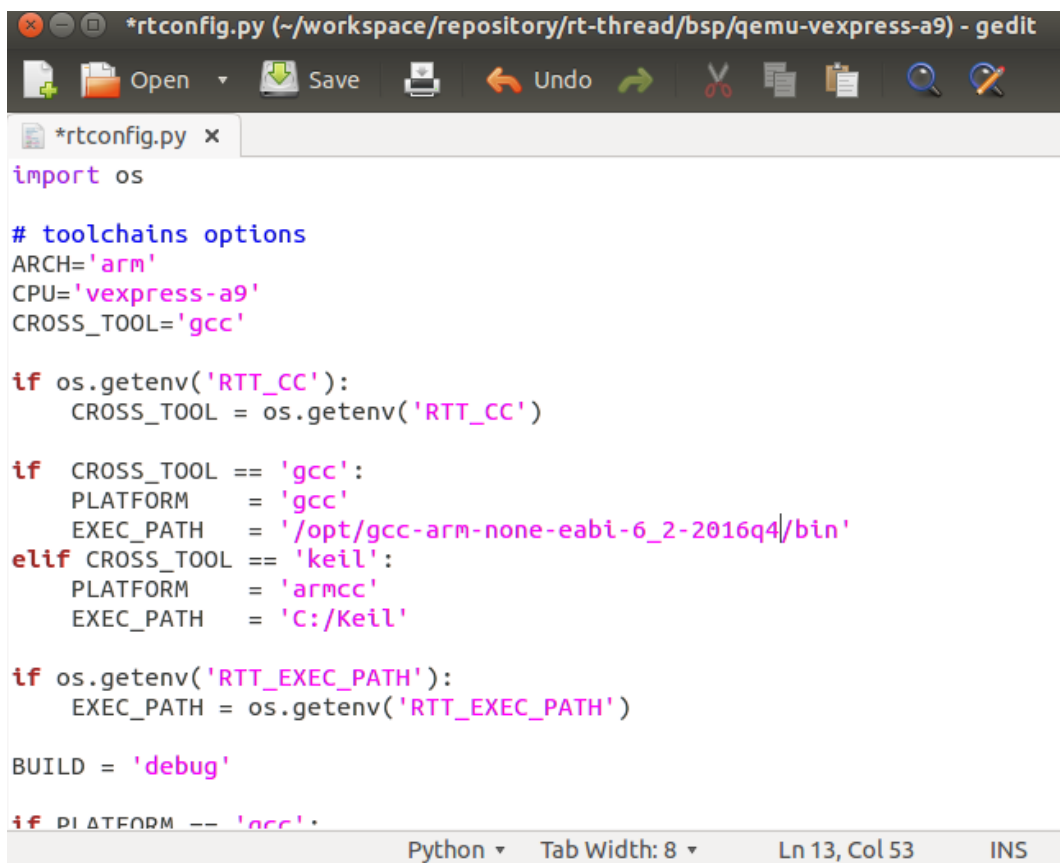 *rtconfig.py (~/workspace/repository/rt-thread/bsp/qemu-vexpress-a9) - gedit
Open Save Undo
*rtconfig.py ×
import os
# toolchains options
ARCH='arm'
CPU='vexpress-a9'
CROSS_TOOL='gcc'
if os.getenv('RTT_CC'):
    CROSS_TOOL = os.getenv('RTT_CC')
if  CROSS_TOOL == 'gcc':
    PLATFORM    = 'gcc'
    EXEC_PATH   = '/opt/gcc-arm-none-eabi-6_2-2016q4/bin'
elif CROSS_TOOL == 'keil':
    PLATFORM    = 'armcc'
    EXEC_PATH   = 'C:/Keil'
if os.getenv('RTT_EXEC_PATH'):
    EXEC_PATH = os.getenv('RTT_EXEC_PATH')
BUILD = 'debug'
if PLATFORM == 'gcc':
Python Tab Width: 8 Ln 13, Col 53 INS